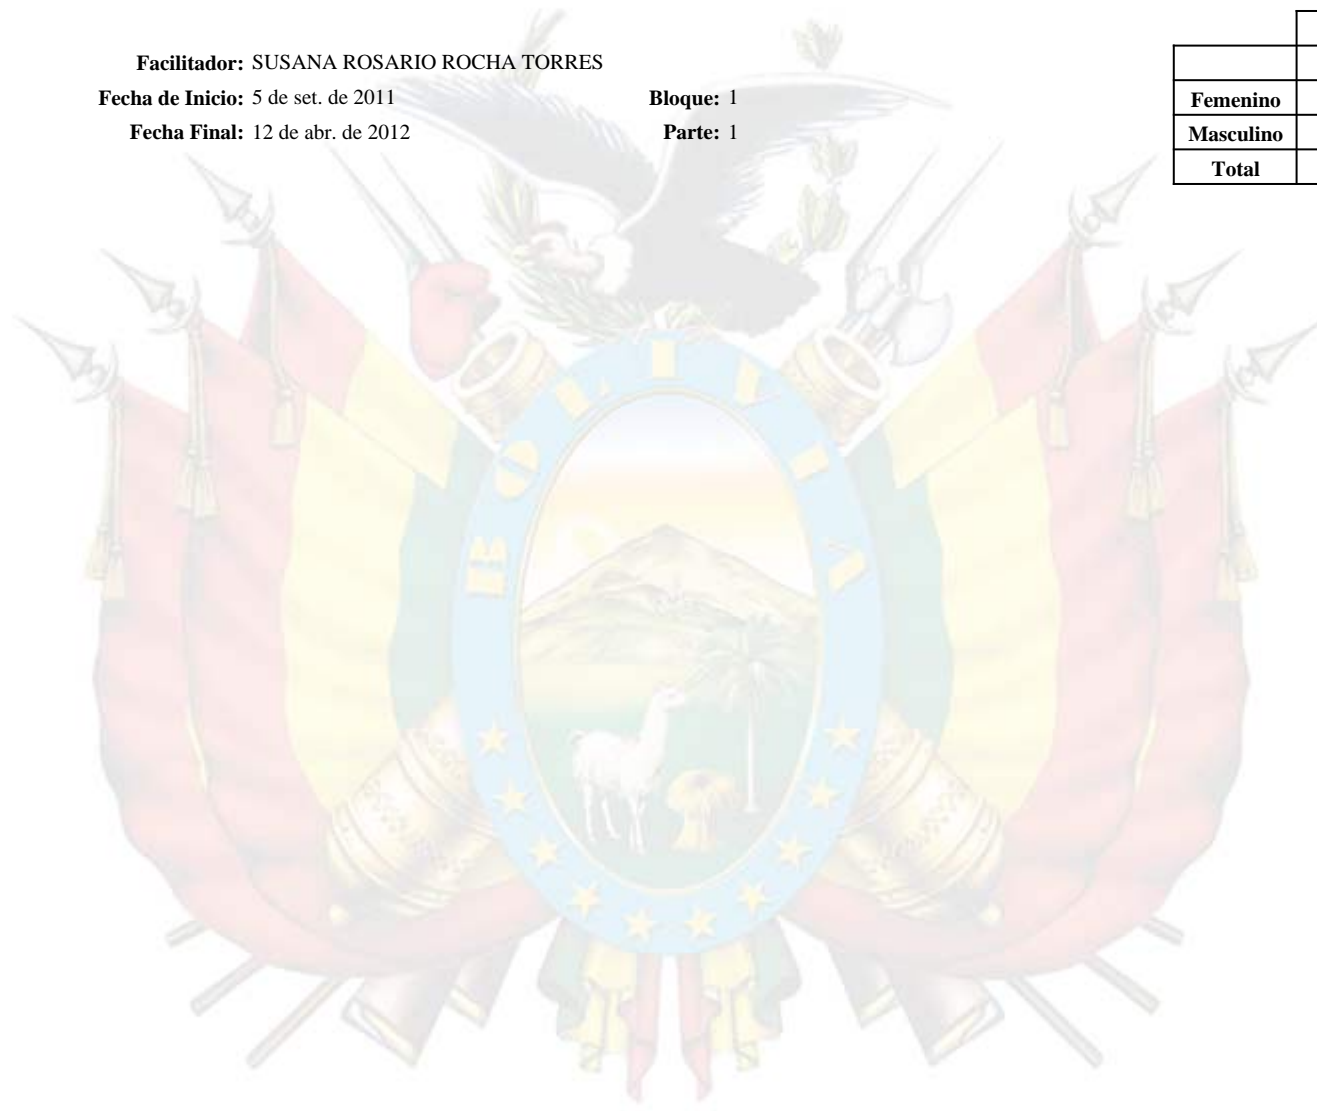 Facilitador: SUSANA ROSARIO ROCHA TORRES
Fecha de Inicio: 5 de set. de 2011 Bloque: 1
Fecha Final: 12 de abr. de 2012 Parte: 1
Femenino
Masculino
Total
BOLIVIA